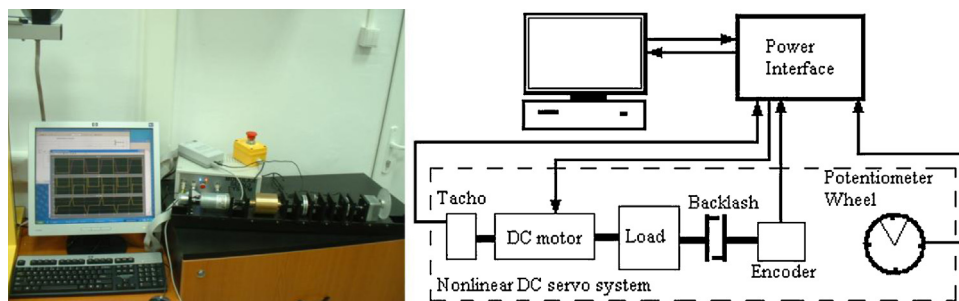 Power
Interface
Potentiometer
Wheel
Tacho
Backlash
DC motor
Load
Encoder
Nonlinear DC servo system